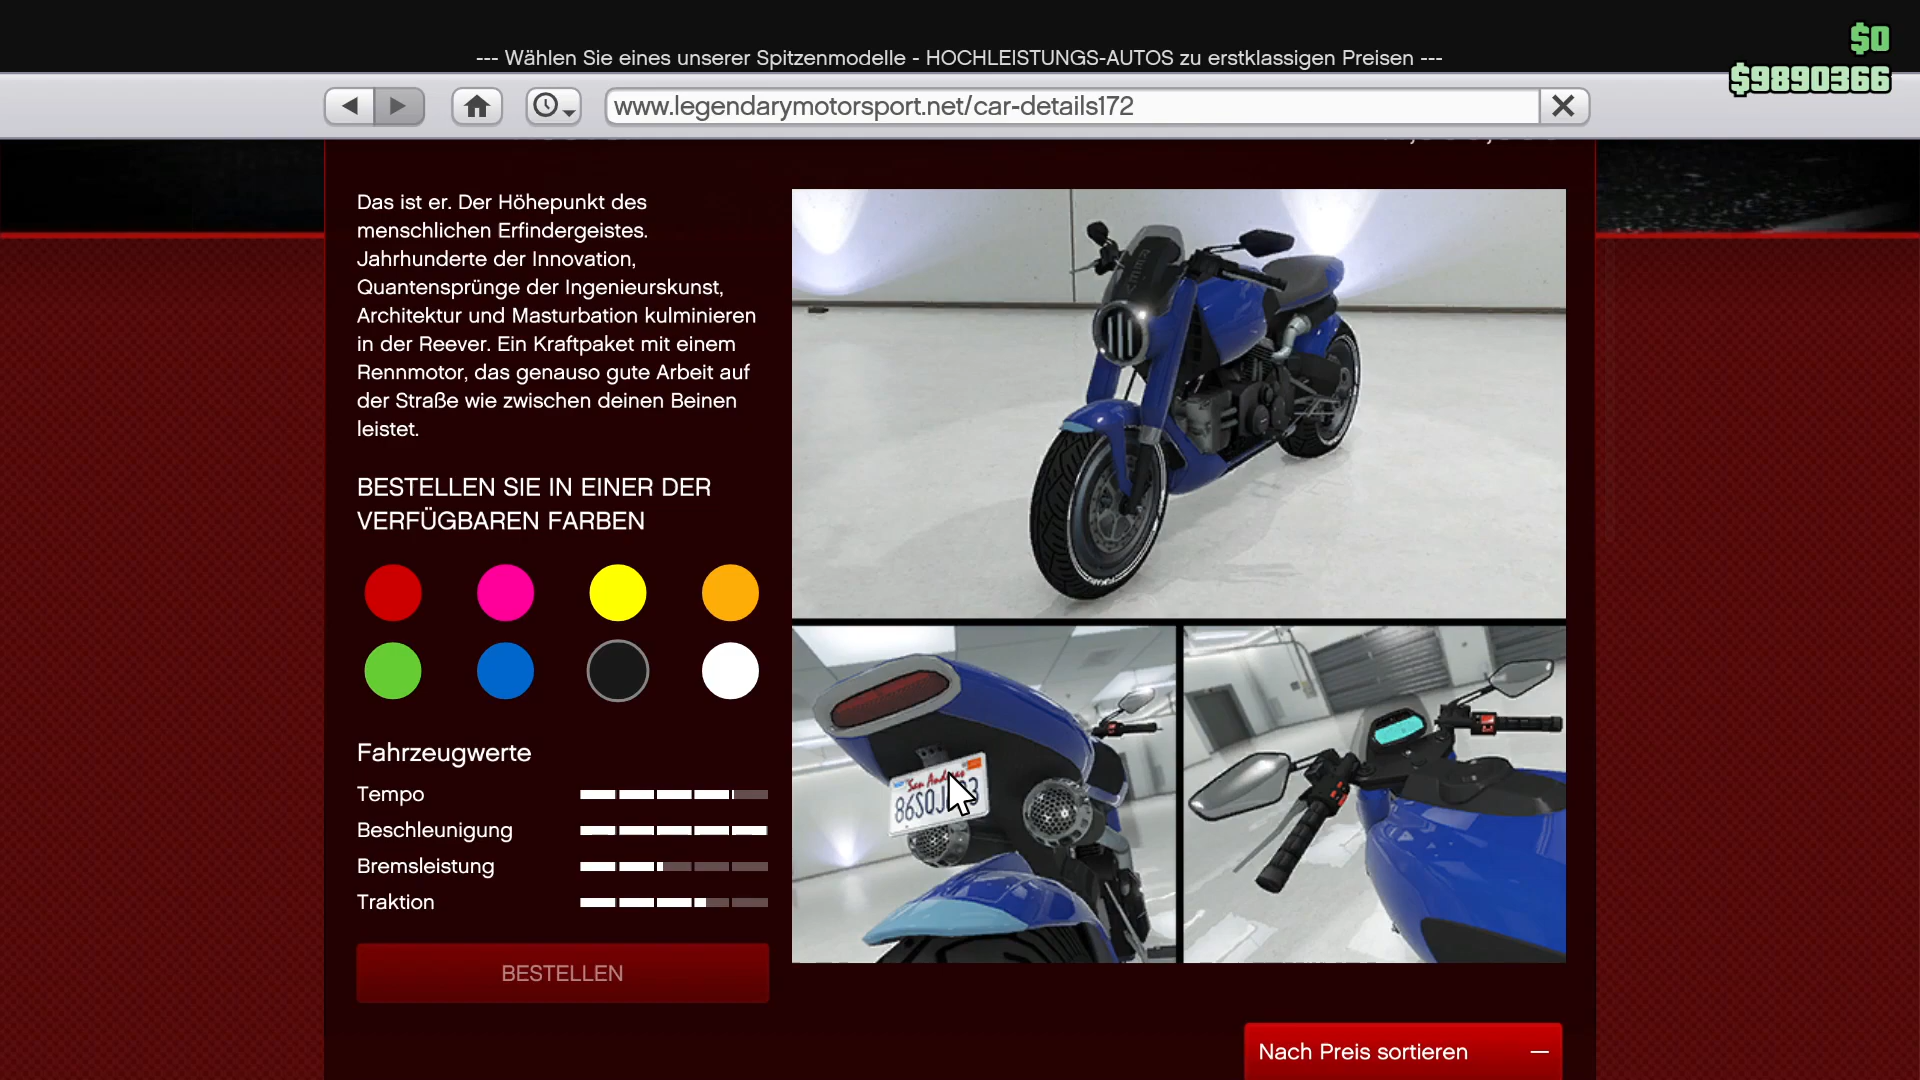 $0
--- Wählen Sie eines unserer Spitzenmodelle - HOCHLEISTUNGS-AUTOS zu erstklassigen Preisen ---
$9890366
www.legendarymotorsport.net/car-details172
Das ist er. Der Höhepunkt des
menschlichen Erfindergeistes.
Jahrhunderte der Innovation,
Quantensprünge der Ingenieurskunst,
Architektur und Masturbation kulminieren
in der Reever. Ein Kraftpaket mit einem
Rennmotor, das genauso gute Arbeit auf
der Straße wie zwischen deinen Beinen
leistet.
BESTELLEN SIE IN EINER DER
VERFÜGBAREN FARBEN
Fahrzeugwerte
Tempo
Beschleunigung
Bremsleistung
Traktion
BESTELLEN
San Andreas
Nach Preis sortieren